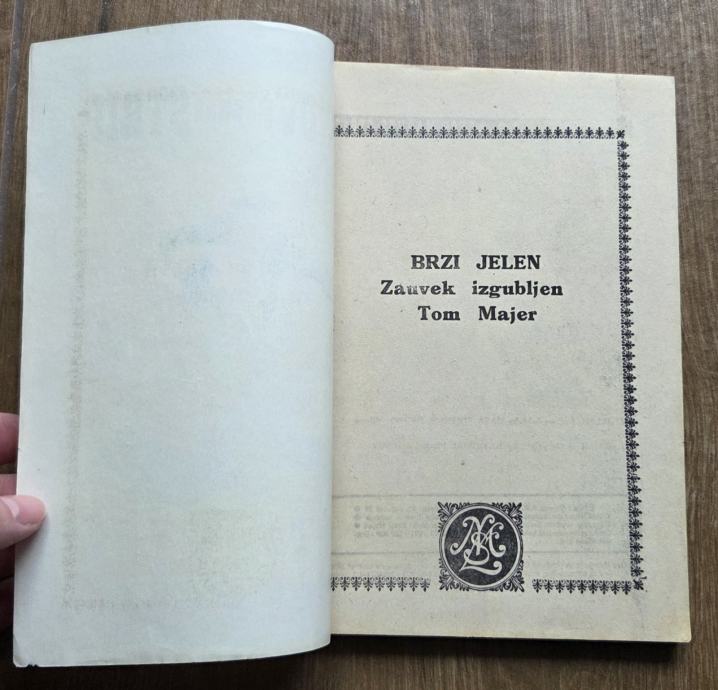 BRZI JELEN
Zauvek izgubljen
Tom Majer